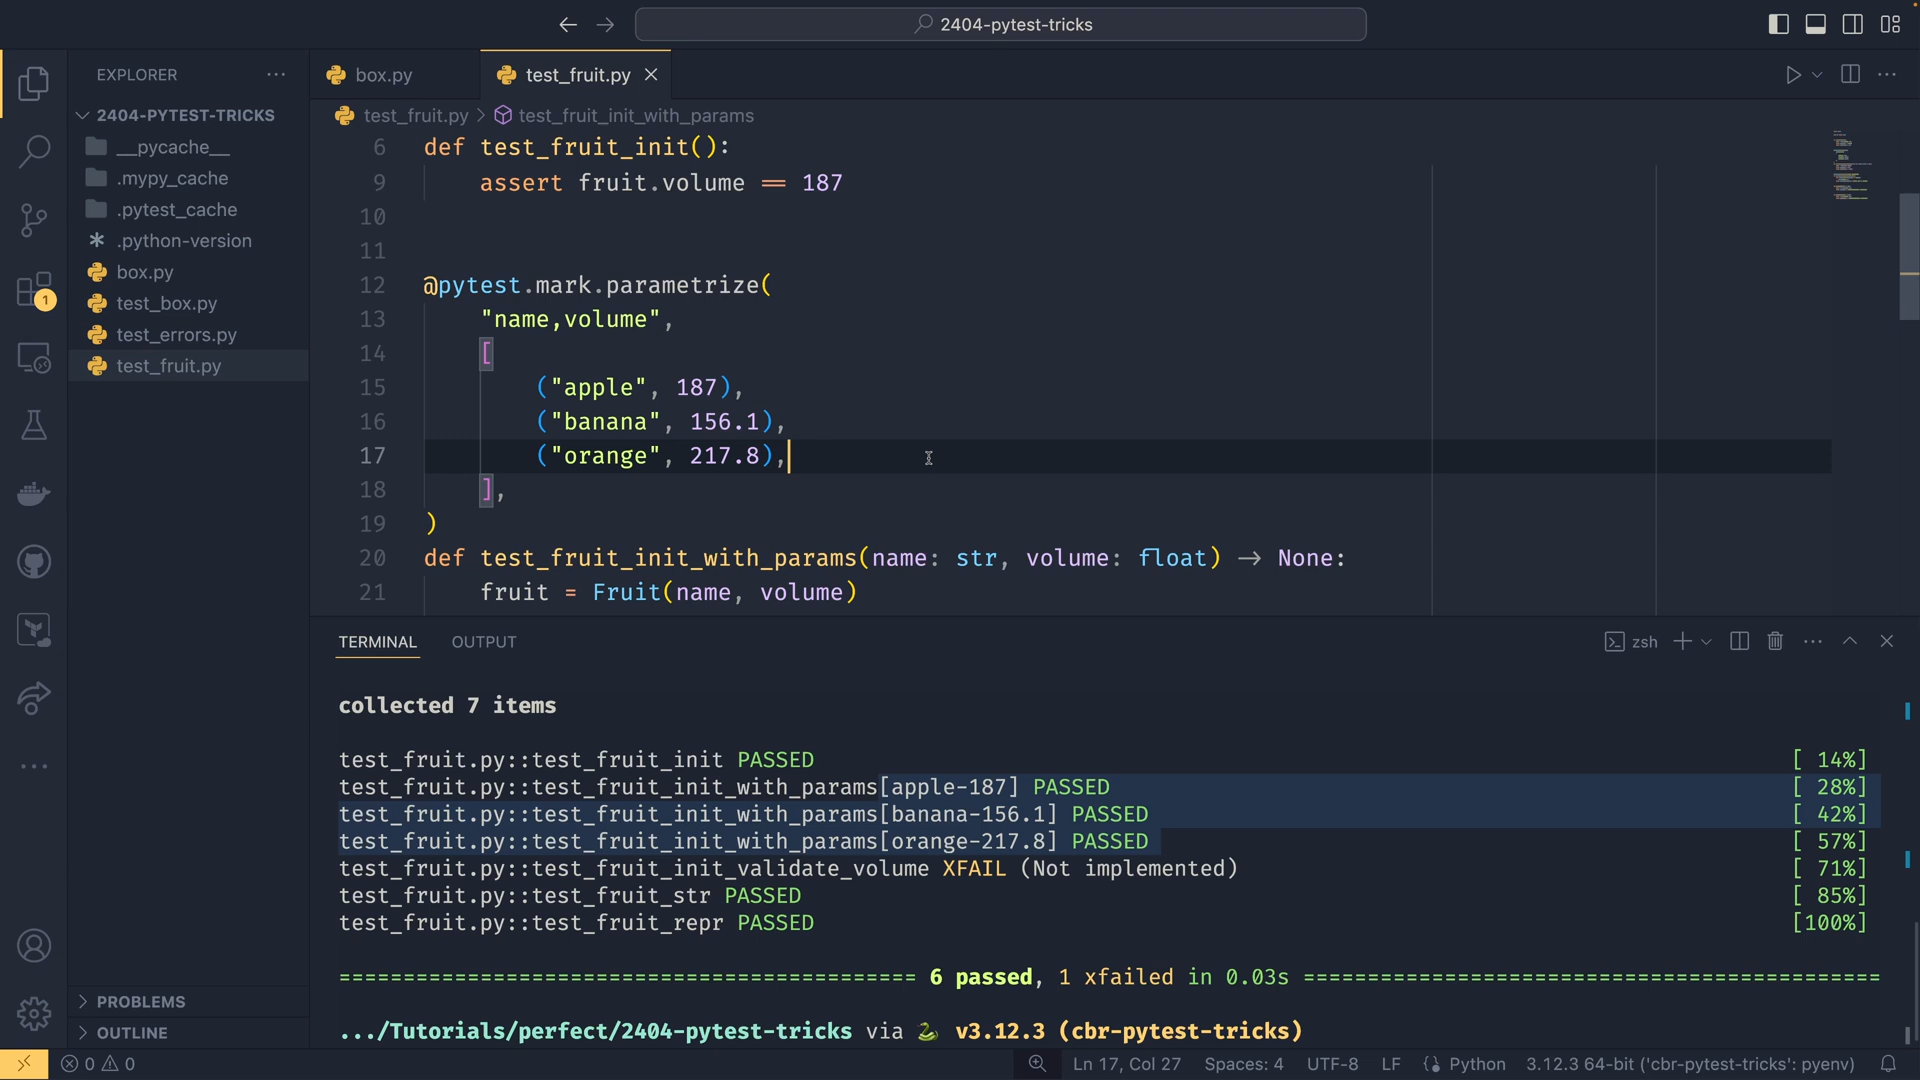 2404-pytest-tricks
EXPLORER
2404-PYTEST-TRICKS
__pycache__
.mypy_cache
.pytest_cache
.python-version
box.py
test_box.py
test_errors.py
test_fruit.py
PROBLEMS
OUTLINE
1
box.py
test_fruit.py
test_fruit.py > test_fruit_init_with_params
6 def test_fruit_init():
9 assert fruit.volume == 187
10
11
12 @pytest.mark.parametrize(
13 "name,volume",
14 [
15 ("apple", 187),
16 ("banana", 156.1),
17 ("orange", 217.8),
18 ],
19 )
20 def test_fruit_init_with_params(name: str, volume: float) -> None:
21 fruit = Fruit(name, volume)
TERMINAL OUTPUT
zsh
collected 7 items
test_fruit.py::test_fruit_init PASSED [ 14%]
test_fruit.py::test_fruit_init_with_params[apple-187] PASSED [ 28%]
test_fruit.py::test_fruit_init_with_params[banana-156.1] PASSED [ 42%]
test_fruit.py::test_fruit_init_with_params[orange-217.8] PASSED [ 57%]
test_fruit.py::test_fruit_init_validate_volume XFAIL (Not implemented) [ 71%]
test_fruit.py::test_fruit_str PASSED [ 85%]
test_fruit.py::test_fruit_repr PASSED [100%]
============================================= 6 passed, 1 xfailed in 0.03s =============================================
.../Tutorials/perfect/2404-pytest-tricks via 🐍 v3.12.3 (cbr-pytest-tricks)
0 0
Ln 17, Col 27 Spaces: 4 UTF-8 LF Python 3.12.3 64-bit ('cbr-pytest-tricks': pyenv)